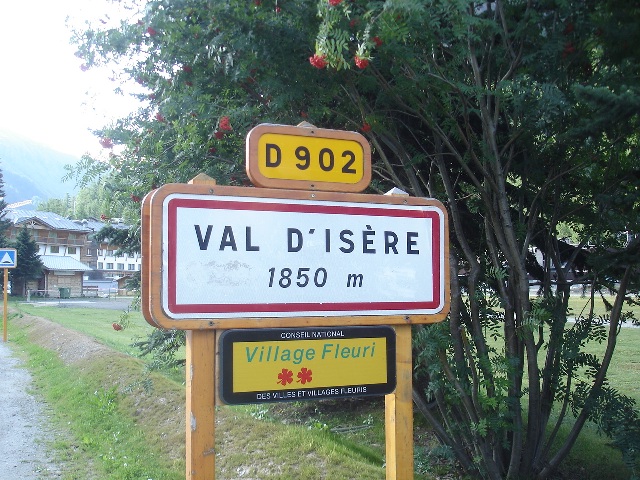 D 902
VAL D'ISÈRE
1850 m
CONSEIL NATIONAL
Village Fleuri
DES VILLES ET VILLAGES FLEURIS